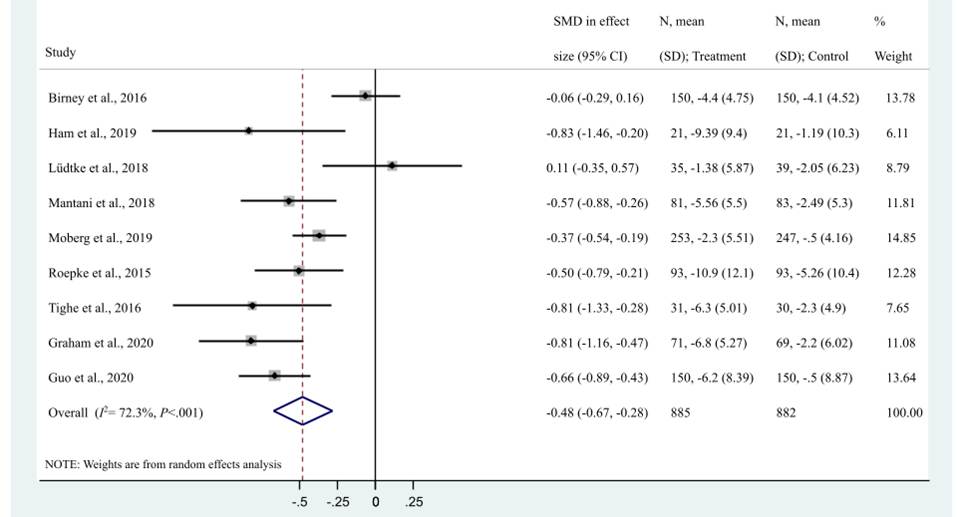 SMD in effect N, mean N, mean %
Study size (95% CI) (SD); Treatment (SD); Control Weight
Birney et al., 2016 -0.06 (-0.29, 0.16) 150, -4.4 (4.75) 150, -4.1 (4.52) 13.78
Ham et al., 2019 -0.83 (-1.46, -0.20) 21, -9.39 (9.4) 21, -1.19 (10.3) 6.11
Lüdtke et al., 2018 0.11 (-0.35, 0.57) 35, -1.38 (5.87) 39, -2.05 (6.23) 8.79
Mantani et al., 2018 -0.57 (-0.88, -0.26) 81, -5.56 (5.5) 83, -2.49 (5.3) 11.81
Moberg et al., 2019 -0.37 (-0.54, -0.19) 253, -2.3 (5.51) 247, -.5 (4.16) 14.85
Roepke et al., 2015 -0.50 (-0.79, -0.21) 93, -10.9 (12.1) 93, -5.26 (10.4) 12.28
Tighe et al., 2016 -0.81 (-1.33, -0.28) 31, -6.3 (5.01) 30, -2.3 (4.9) 7.65
Graham et al., 2020 -0.81 (-1.16, -0.47) 71, -6.8 (5.27) 69, -2.2 (6.02) 11.08
Guo et al., 2020 -0.66 (-0.89, -0.43) 150, -6.2 (8.39) 150, -.5 (8.87) 13.64
Overall (I²= 72.3%, P<.001) -0.48 (-0.67, -0.28) 885 882 100.00
NOTE: Weights are from random effects analysis
-.5 -.25 0 .25